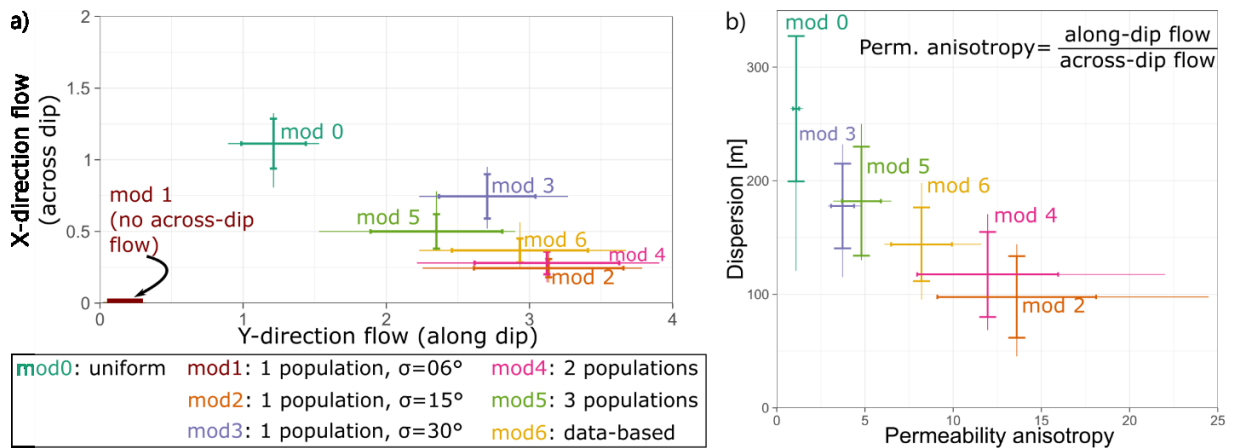 a)
2
1.5
1
0.5
0
X-direction flow
(across dip)
mod 0
mod 1
(no across-dip
flow)
mod 3
mod 5
mod 6
mod 4
mod 2
0 1 2 3 4
Y-direction flow (along dip)
mod0: uniform mod1: 1 population, σ=06° mod4: 2 populations
mod2: 1 population, σ=15° mod5: 3 populations
mod3: 1 population, σ=30° mod6: data-based
b)
mod 0
Perm. anisotropy= along-dip flow
across-dip flow
300
200
100
0
Dispersion [m]
mod 3
mod 5
mod 6
mod 4
mod 2
0 5 10 15 20 25
Permeability anisotropy